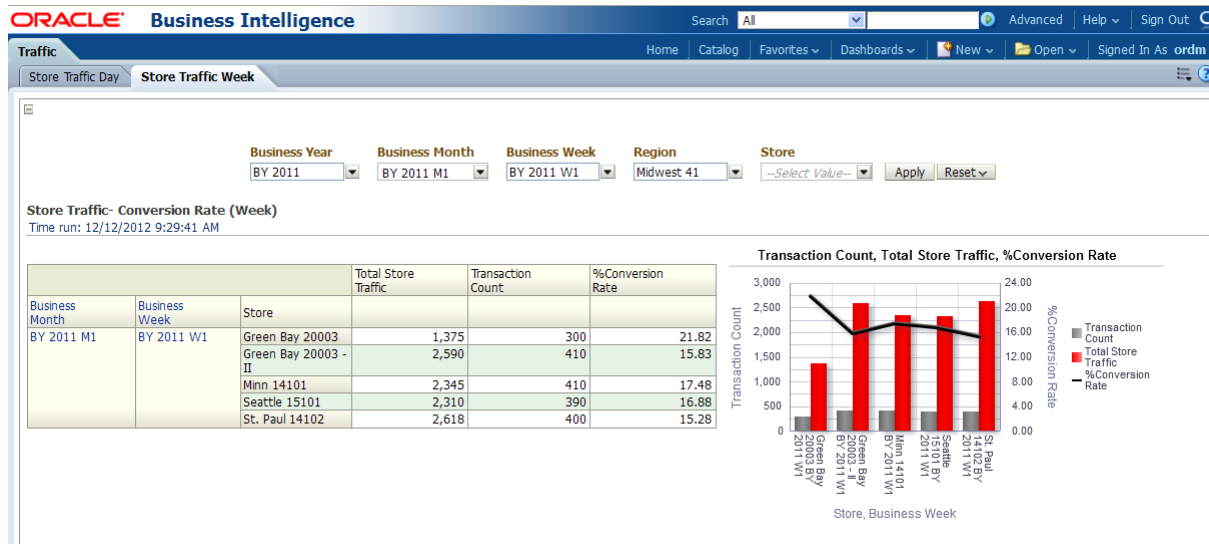 ORACLE Business Intelligence
Search All Advanced Help Sign Out
Traffic
Home Catalog Favorites Dashboards New Open Signed In As ordm
Store Traffic Day Store Traffic Week
Business Year Business Month Business Week Region Store
BY 2011 BY 2011 M1 BY 2011 W1 Midwest 41 --Select Value-- Apply Reset
Store Traffic- Conversion Rate (Week)
Time run: 12/12/2012 9:29:41 AM
Total Store Traffic Transaction Count %Conversion Rate
Business Month Business Week Store
BY 2011 M1 BY 2011 W1 Green Bay 20003 1,375 300 21.82
Green Bay 20003 - II 2,590 410 15.83
Minn 14101 2,345 410 17.48
Seattle 15101 2,310 390 16.88
St. Paul 14102 2,618 400 15.28
Transaction Count, Total Store Traffic, %Conversion Rate
3,000
2,500
2,000
1,500
1,000
500
0
Transaction Count
24.00
20.00
16.00
12.00
8.00
4.00
0.00
%Conversion Rate
Transaction Count
Total Store Traffic
%Conversion Rate
Green Bay 20003 BY 2011 W1
Green Bay 20003 - II BY 2011 W1
Minn 14101 BY 2011 W1
Seattle 15101 BY 2011 W1
St. Paul 14102 BY 2011 W1
Store, Business Week